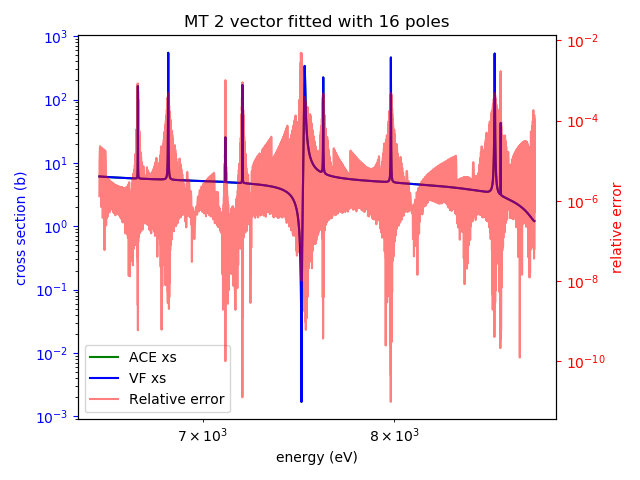 MT 2 vector fitted with 16 poles
10³
10²
10¹
10⁰
10⁻¹
10⁻²
10⁻³
cross section (b)
10⁻²
10⁻⁴
10⁻⁶
10⁻⁸
10⁻¹⁰
relative error
ACE xs
VF xs
Relative error
7 × 10³
8 × 10³
energy (eV)